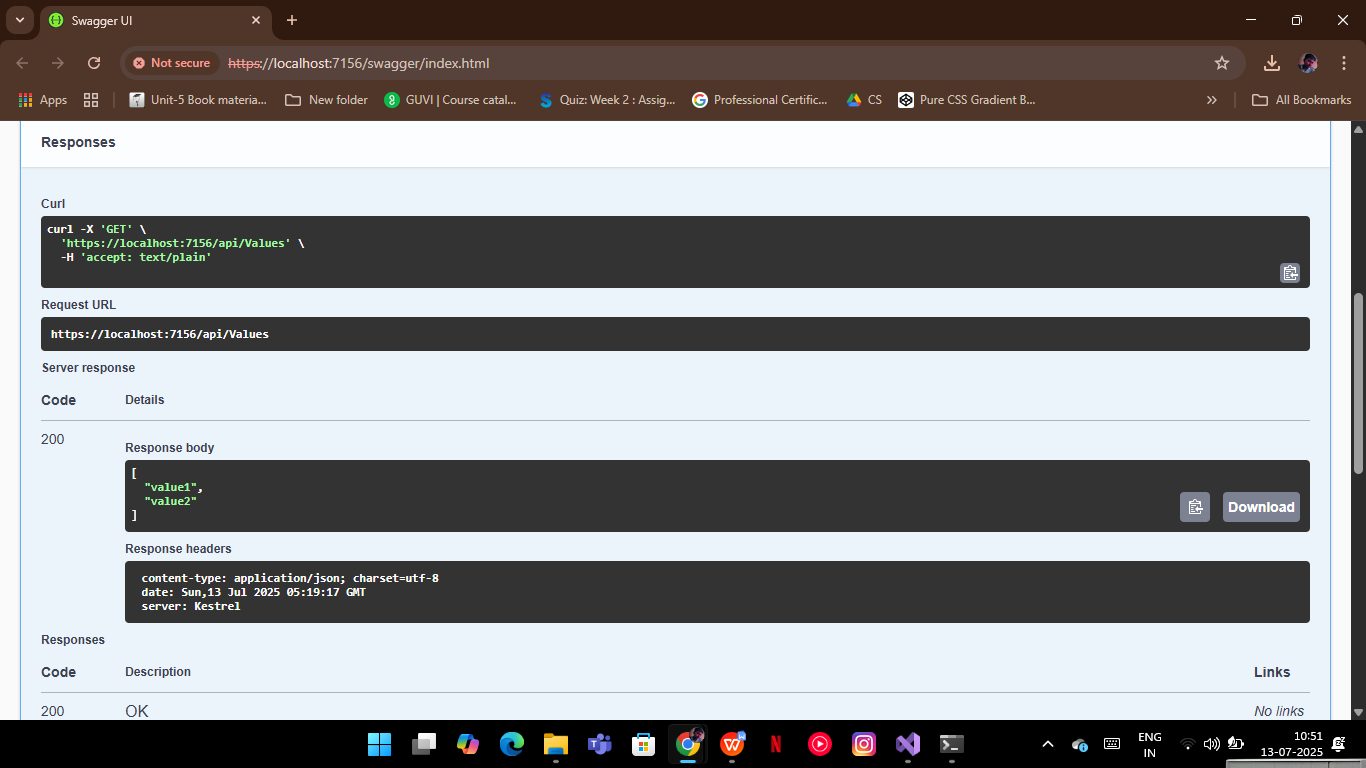 Swagger UI
Not secure
https://localhost:7156/swagger/index.html
Apps
Unit-5 Book materia...
New folder
GUVI | Course catal...
Quiz: Week 2 : Assig...
Professional Certific...
CS
Pure CSS Gradient B...
»
All Bookmarks
Responses
Curl
curl -X 'GET' \
'https://localhost:7156/api/Values' \
-H 'accept: text/plain'
Request URL
https://localhost:7156/api/Values
Server response
Code Details
200
Response body
[
"value1",
"value2"
]
Download
Response headers
content-type: application/json; charset=utf-8
date: Sun,13 Jul 2025 05:19:17 GMT
server: Kestrel
Responses
Code Description Links
200 OK No links
ENG
IN
10:51
13-07-2025